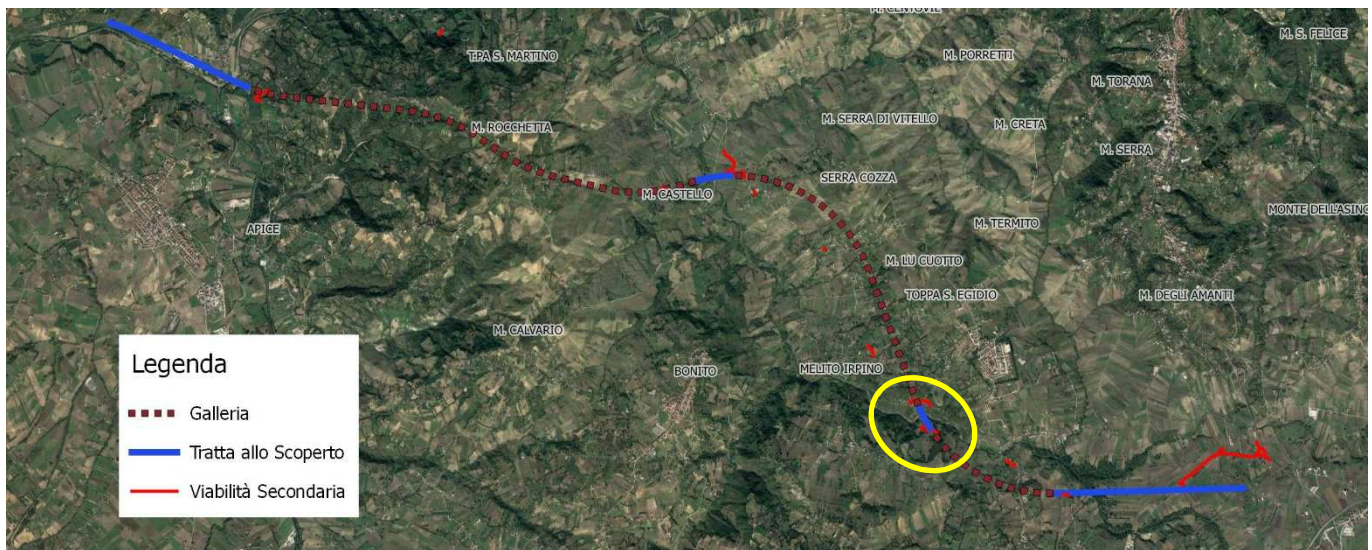 M. CENTOVIE
M. S. FELICE
T.PA S. MARTINO
M. PORRETTI
M. TORANA
M. SERRA DI VITELLO
M. CRETA
M. ROCCHETTA
M. SERRA
SERRA COZZA
M. CASTELLO
MONTE DELL'ASINO
APICE
M. TERMITO
M. LU CUOTTO
TOPPA S. EGIDIO
M. DEGLI AMANTI
M. CALVARIO
BONITO
MELITO IRPINO
Legenda
Galleria
Tratta allo Scoperto
Viabilità Secondaria